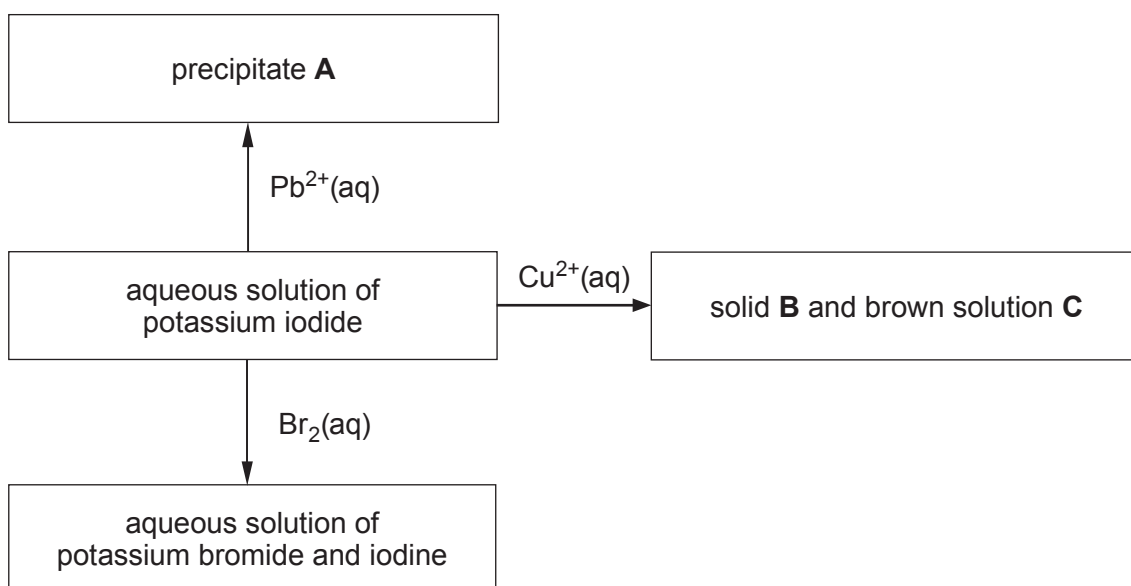 precipitate A
Pb²⁺(aq)
aqueous solution of
potassium iodide
Cu²⁺(aq)
solid B and brown solution C
Br₂(aq)
aqueous solution of
potassium bromide and iodine